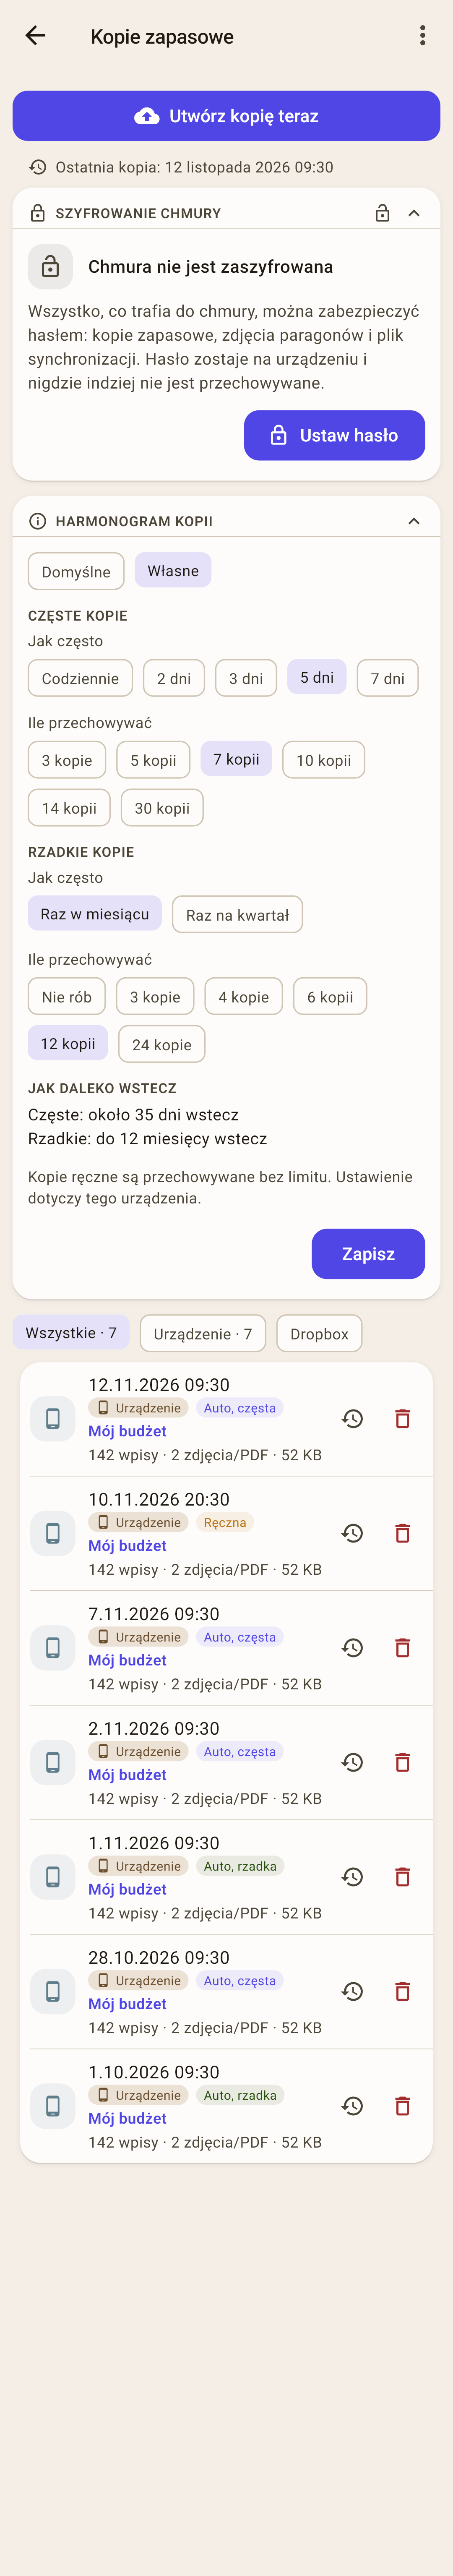 Kopie zapasowe
Utwórz kopię teraz
Ostatnia kopia: 12 listopada 2026 09:30
SZYFROWANIE CHMURY
Chmura nie jest zaszyfrowana
Wszystko, co trafia do chmury, można zabezpieczyć
hasłem: kopie zapasowe, zdjęcia paragonów i plik
synchronizacji. Hasło zostaje na urządzeniu i
nigdzie indziej nie jest przechowywane.
Ustaw hasło
HARMONOGRAM KOPII
Domyślne Własne
CZĘSTE KOPIE
Jak często
Codziennie 2 dni 3 dni 5 dni 7 dni
Ile przechowywać
3 kopie 5 kopii 7 kopii 10 kopii
14 kopii 30 kopii
RZADKIE KOPIE
Jak często
Raz w miesiącu Raz na kwartał
Ile przechowywać
Nie rób 3 kopie 4 kopie 6 kopii
12 kopii 24 kopie
JAK DALEKO WSTECZ
Częste: około 35 dni wstecz
Rzadkie: do 12 miesięcy wstecz
Kopie ręczne są przechowywane bez limitu. Ustawienie
dotyczy tego urządzenia.
Zapisz
Wszystkie · 7 Urządzenie · 7 Dropbox
12.11.2026 09:30
Urządzenie Auto, częsta
Mój budżet
142 wpisy · 2 zdjęcia/PDF · 52 KB
10.11.2026 20:30
Urządzenie Ręczna
Mój budżet
142 wpisy · 2 zdjęcia/PDF · 52 KB
7.11.2026 09:30
Urządzenie Auto, częsta
Mój budżet
142 wpisy · 2 zdjęcia/PDF · 52 KB
2.11.2026 09:30
Urządzenie Auto, częsta
Mój budżet
142 wpisy · 2 zdjęcia/PDF · 52 KB
1.11.2026 09:30
Urządzenie Auto, rzadka
Mój budżet
142 wpisy · 2 zdjęcia/PDF · 52 KB
28.10.2026 09:30
Urządzenie Auto, częsta
Mój budżet
142 wpisy · 2 zdjęcia/PDF · 52 KB
1.10.2026 09:30
Urządzenie Auto, rzadka
Mój budżet
142 wpisy · 2 zdjęcia/PDF · 52 KB